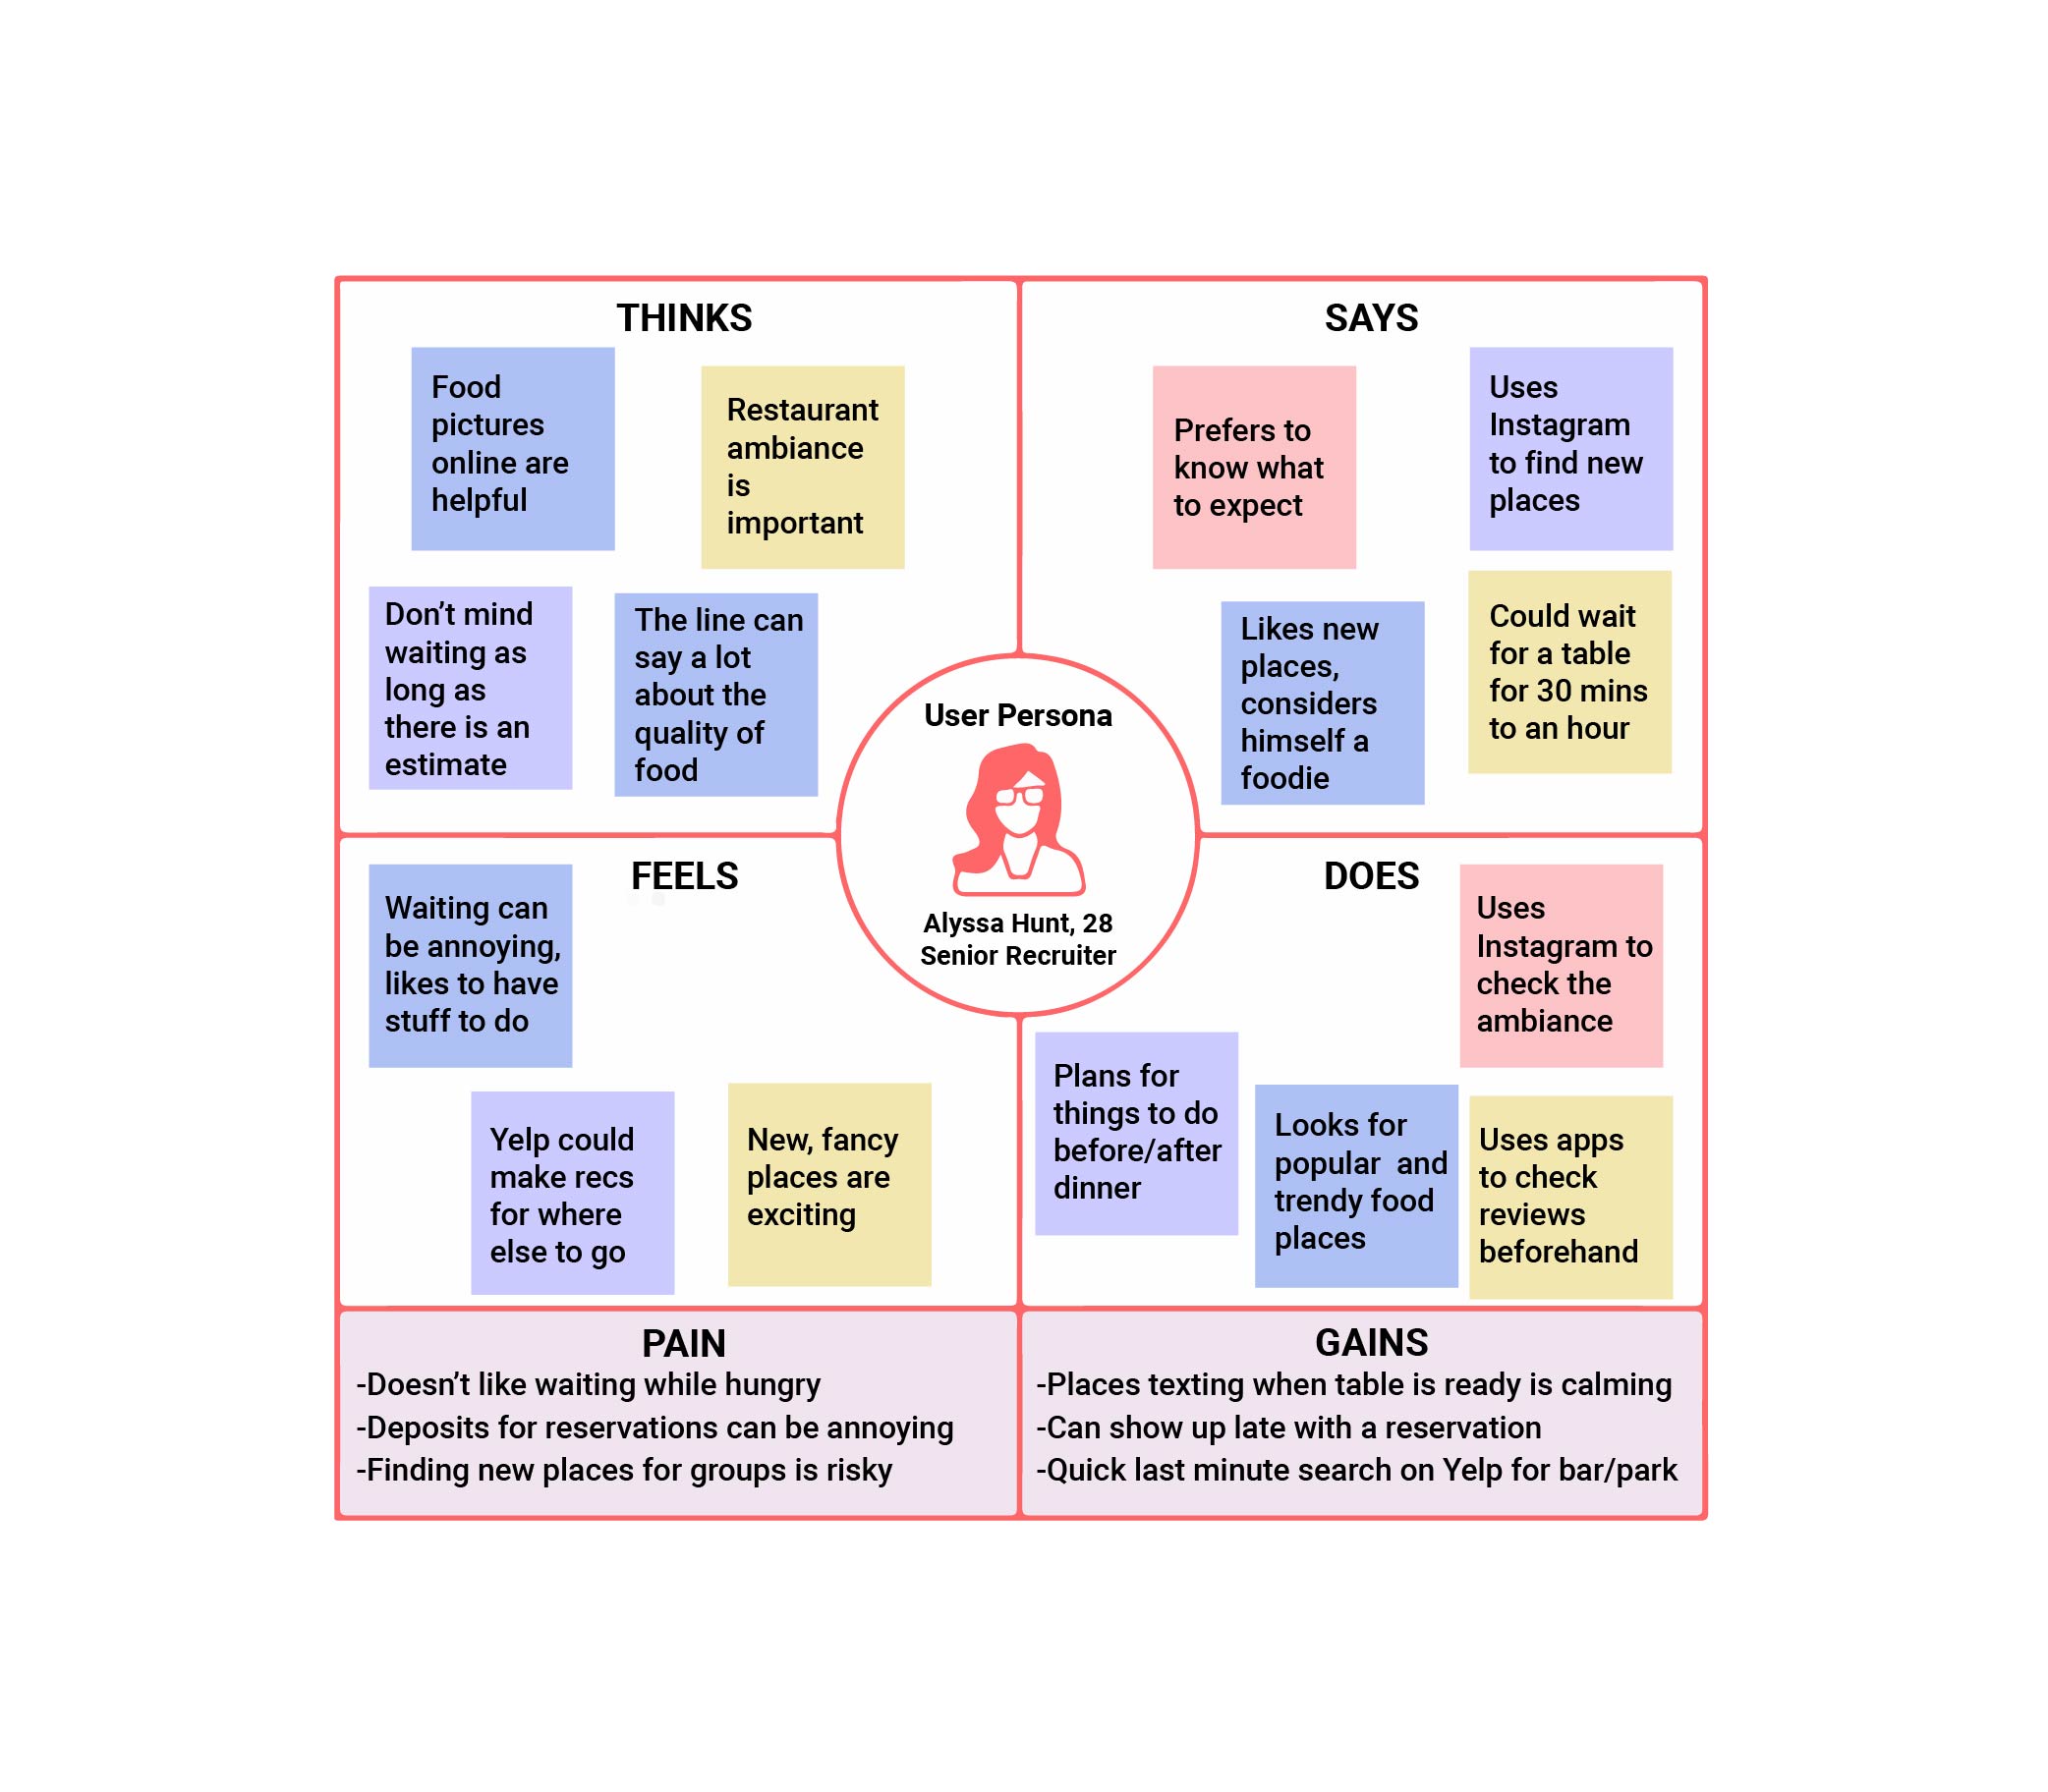 THINKS
Food
pictures
online are
helpful
Restaurant
ambiance
is
important
Don’t mind
waiting as
long as
there is an
estimate
The line can
say a lot
about the
quality of
food
SAYS
Prefers to
know what
to expect
Uses
Instagram
to find new
places
Likes new
places,
considers
himself a
foodie
Could wait
for a table
for 30 mins
to an hour
User Persona
Alyssa Hunt, 28
Senior Recruiter
FEELS
Waiting can
be annoying,
likes to have
stuff to do
Yelp could
make recs
for where
else to go
New, fancy
places are
exciting
DOES
Uses
Instagram to
check the
ambiance
Plans for
things to do
before/after
dinner
Looks for
popular  and
trendy food
places
Uses apps
to check
reviews
beforehand
PAIN
-Doesn’t like waiting while hungry
-Deposits for reservations can be annoying
-Finding new places for groups is risky
GAINS
-Places texting when table is ready is calming
-Can show up late with a reservation
-Quick last minute search on Yelp for bar/park